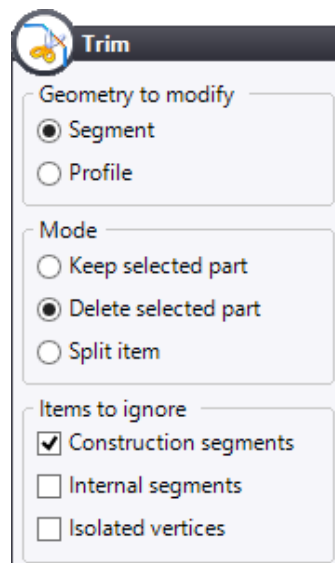 Trim
Geometry to modify
Segment
Profile
Mode
Keep selected part
Delete selected part
Split item
Items to ignore
Construction segments
Internal segments
Isolated vertices